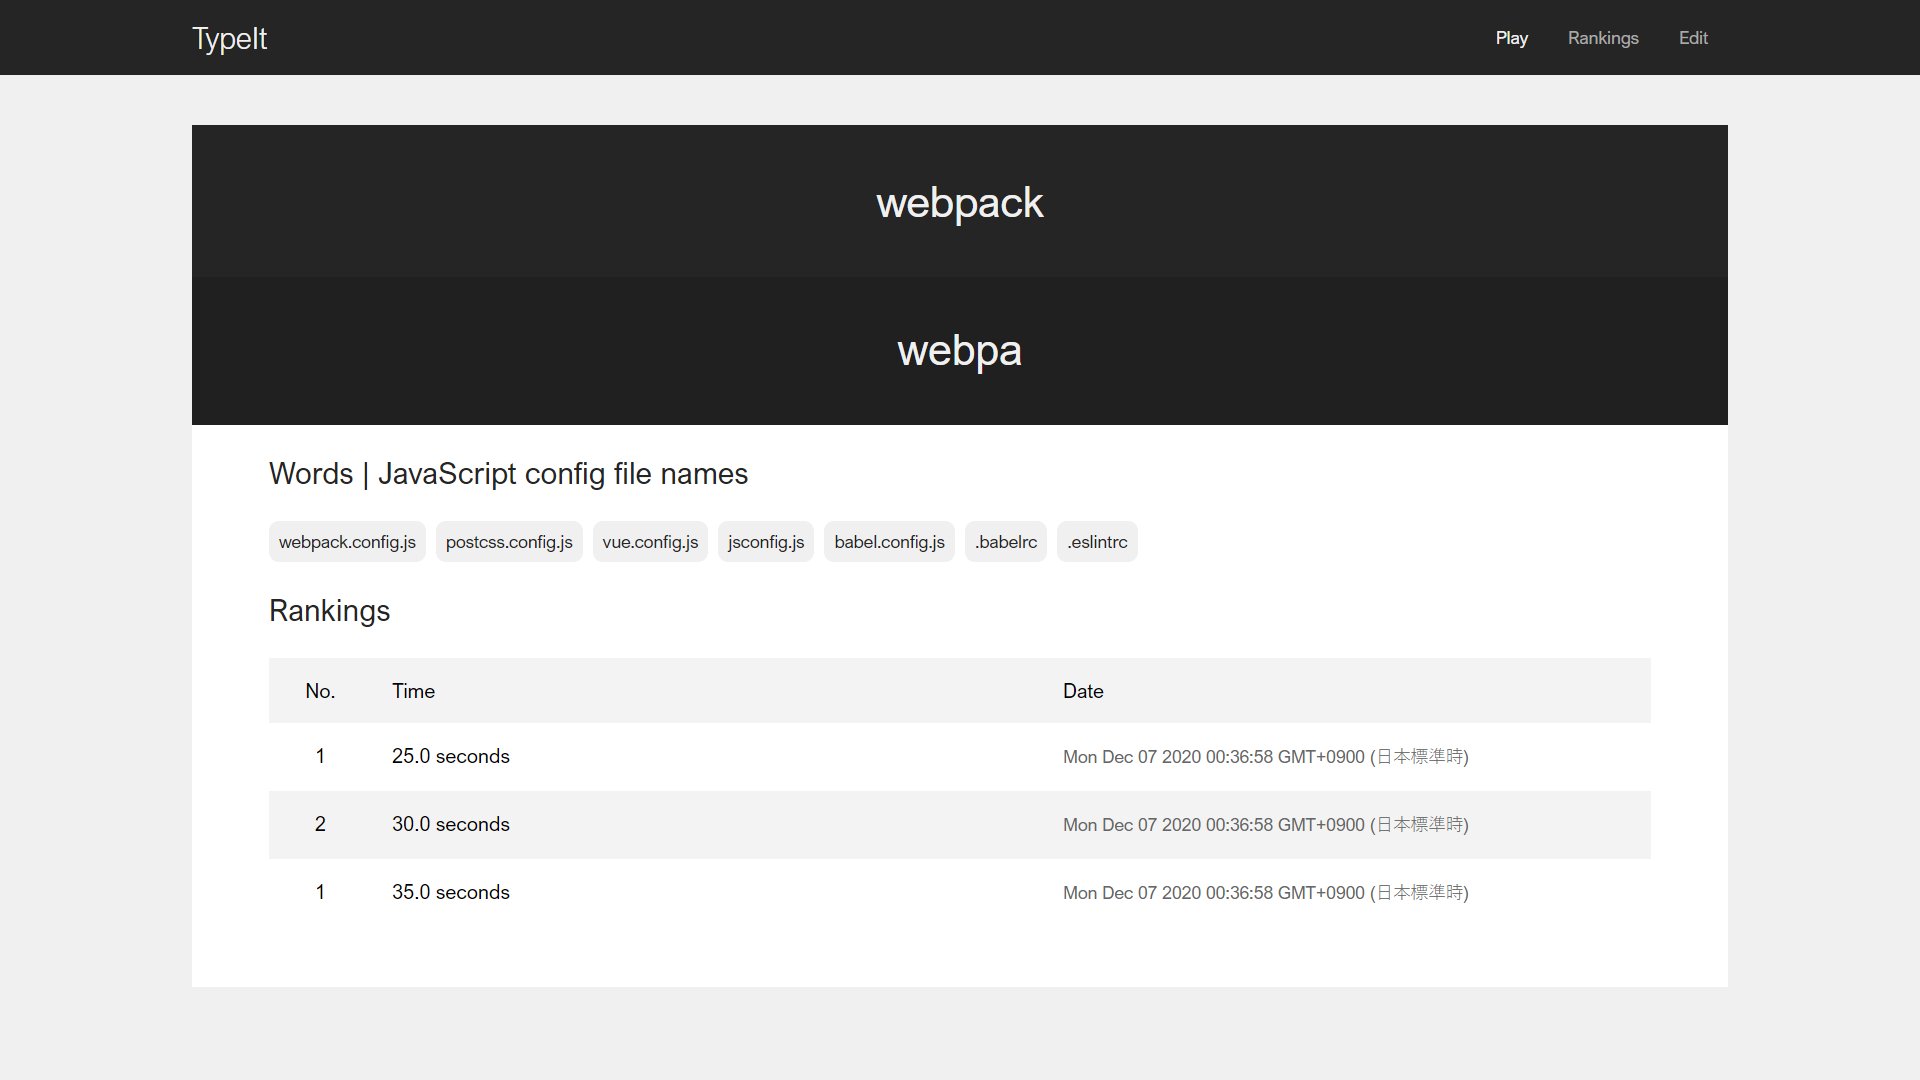 TypeIt Play Rankings Edit
webpack
webpa
Words | JavaScript config file names
webpack.config.js postcss.config.js vue.config.js jsconfig.js babel.config.js .babelrc .eslintrc
Rankings
No. Time Date
1 25.0 seconds Mon Dec 07 2020 00:36:58 GMT+0900 (日本標準時)
2 30.0 seconds Mon Dec 07 2020 00:36:58 GMT+0900 (日本標準時)
1 35.0 seconds Mon Dec 07 2020 00:36:58 GMT+0900 (日本標準時)